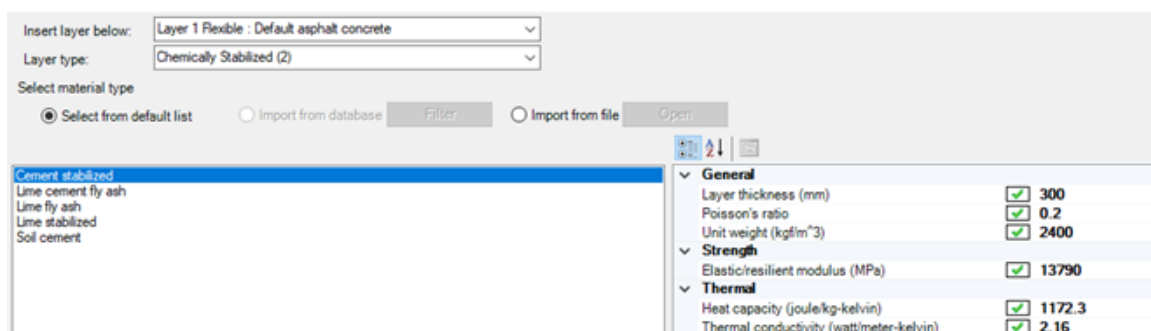 Insert layer below: Layer 1 Flexible : Default asphalt concrete
Layer type: Chemically Stabilized (2)
Select material type
Select from default list Import from database Filter Import from file Open
Cement stabilized
Lime cement fly ash
Lime fly ash
Lime stabilized
Soil cement
General
Layer thickness (mm) 300
Poisson's ratio 0.2
Unit weight (kgf/m^3) 2400
Strength
Elastic/resilient modulus (MPa) 13790
Thermal
Heat capacity (joule/kg-kelvin) 1172.3
Thermal conductivity (watt/meter-kelvin) 2.16